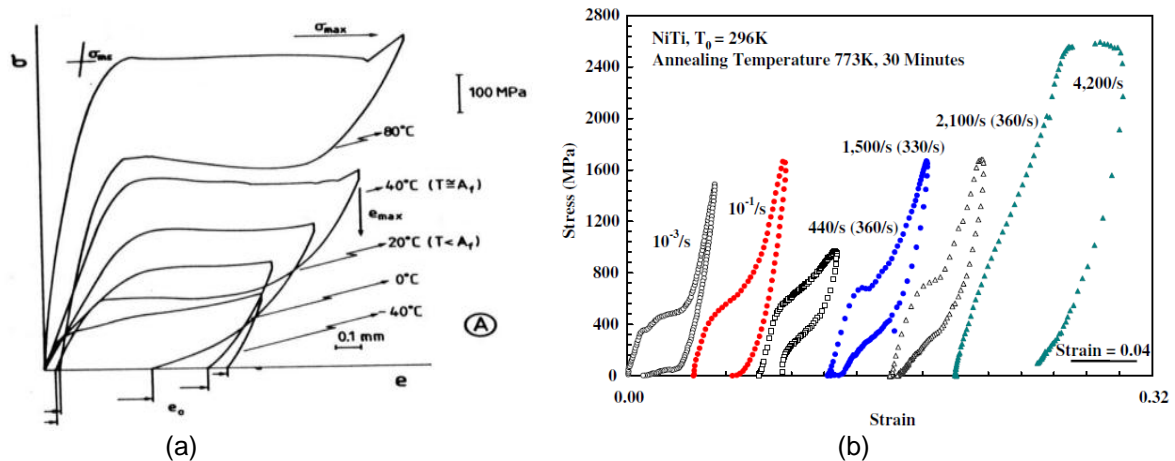 σ
σmε
σmax
100 MPa
80°C
40°C (T≅Af)
emax
20°C (T<Af)
0°C
40°C
A
0.1 mm
e
eo
(a)
2800
2400
2000
1600
1200
800
400
0
Stress (MPa)
NiTi, T0 = 296K
Annealing Temperature 773K, 30 Minutes
4,200/s
2,100/s (360/s)
1,500/s (330/s)
10-1/s
440/s (360/s)
10-3/s
Strain = 0.04
0.00
0.32
Strain
(b)